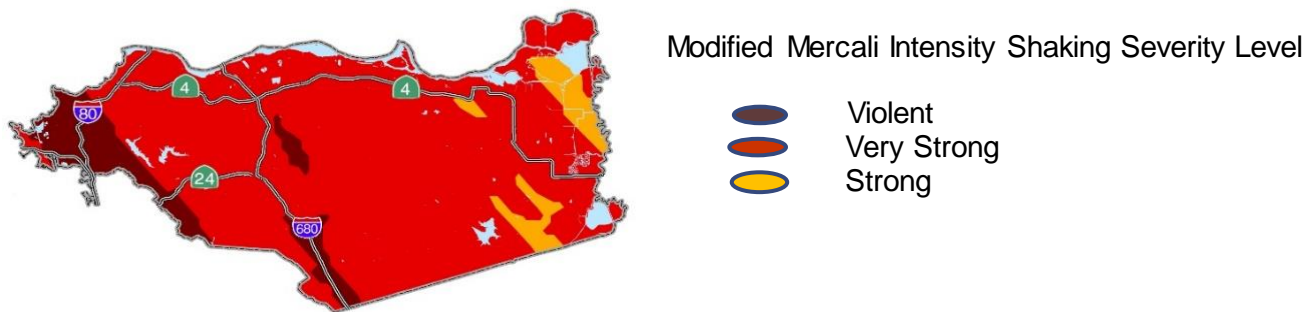 Modified Mercali Intensity Shaking Severity Level
Violent
Very Strong
Strong
4
4
80
24
680